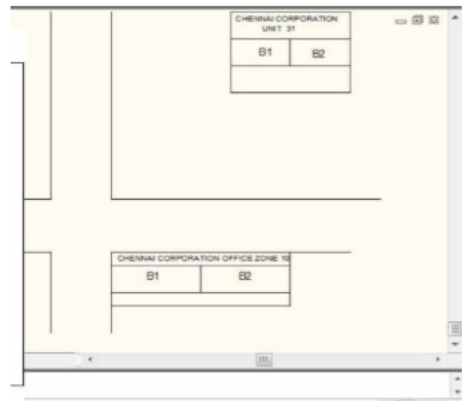 CHENNAI CORPORATION
UNIT 31
B1 B2
CHENNAI CORPORATION OFFICE ZONE 10
B1 B2